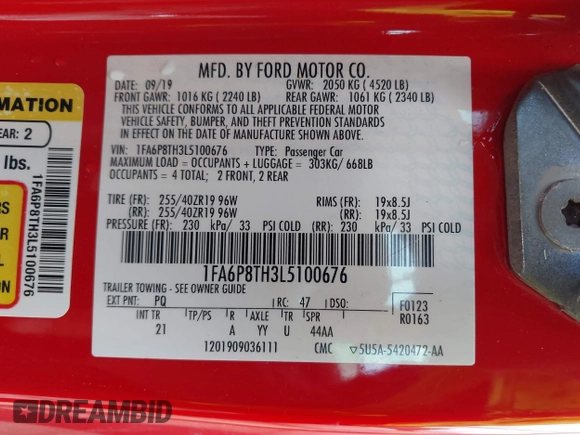 MFD. BY FORD MOTOR CO.
DATE: 09/19 GVWR: 2050 KG ( 4520 LB)
FRONT GAWR: 1016 KG ( 2240 LB) REAR GAWR: 1061 KG ( 2340 LB)
THIS VEHICLE CONFORMS TO ALL APPLICABLE FEDERAL MOTOR
VEHICLE SAFETY, BUMPER, AND THEFT PREVENTION STANDARDS
IN EFFECT ON THE DATE OF MANUFACTURE SHOWN ABOVE.
VIN: 1FA6P8TH3L5100676 TYPE: Passenger Car
MAXIMUM LOAD = OCCUPANTS + LUGGAGE = 303KG/ 668LB
OCCUPANTS = 4 TOTAL; 2 FRONT, 2 REAR
TIRE (FR): 255/40ZR19 96W RIMS (FR): 19x8.5J
(RR): 255/40ZR19 96W (RR): 19x8.5J
PRESSURE (FR): 230 kPa/ 33 PSI COLD (RR): 230 kPa/33 PSI COLD
1FA6P8TH3L5100676
TRAILER TOWING - SEE OWNER GUIDE
EXT PNT: PQ RC: 47 DSO: F0123
R0163
INT TR TP/PS R AXLE TR SPR
21 A YY U 44AA
1201909036111 CMC ▽5U5A-5420472-AA
MATION
EAR: 2
lbs.
RS
R
L
S
1FA6P8TH3L5100676
DREAMBID